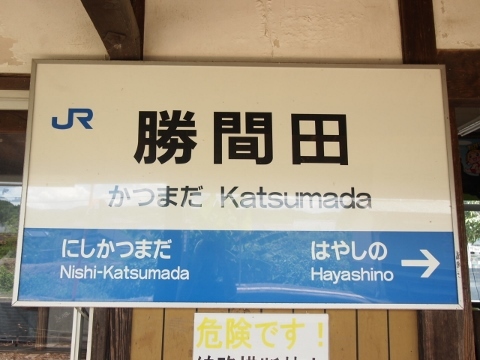 JR
勝間田
かつまだ Katsumada
にしかつまだ はやしの →
Nishi-Katsumada Hayashino
危険です！